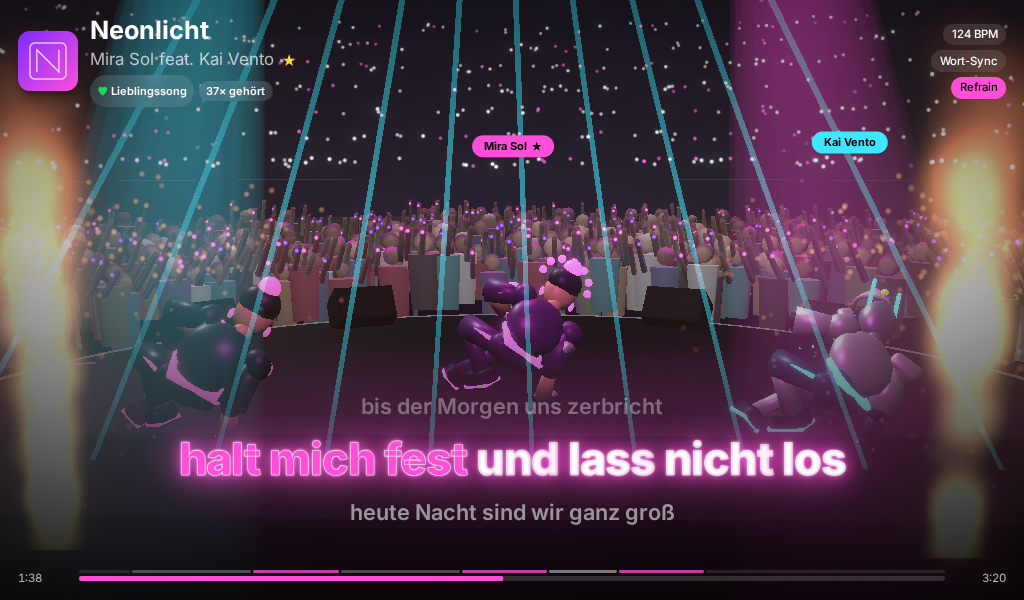 N
Neonlicht
Mira Sol feat. Kai Vento ★
♥ Lieblingssong
37× gehört
124 BPM
Wort-Sync
Refrain
Mira Sol ★
Kai Vento
bis der Morgen uns zerbricht
halt mich fest und lass nicht los
heute Nacht sind wir ganz groß
1:38
3:20